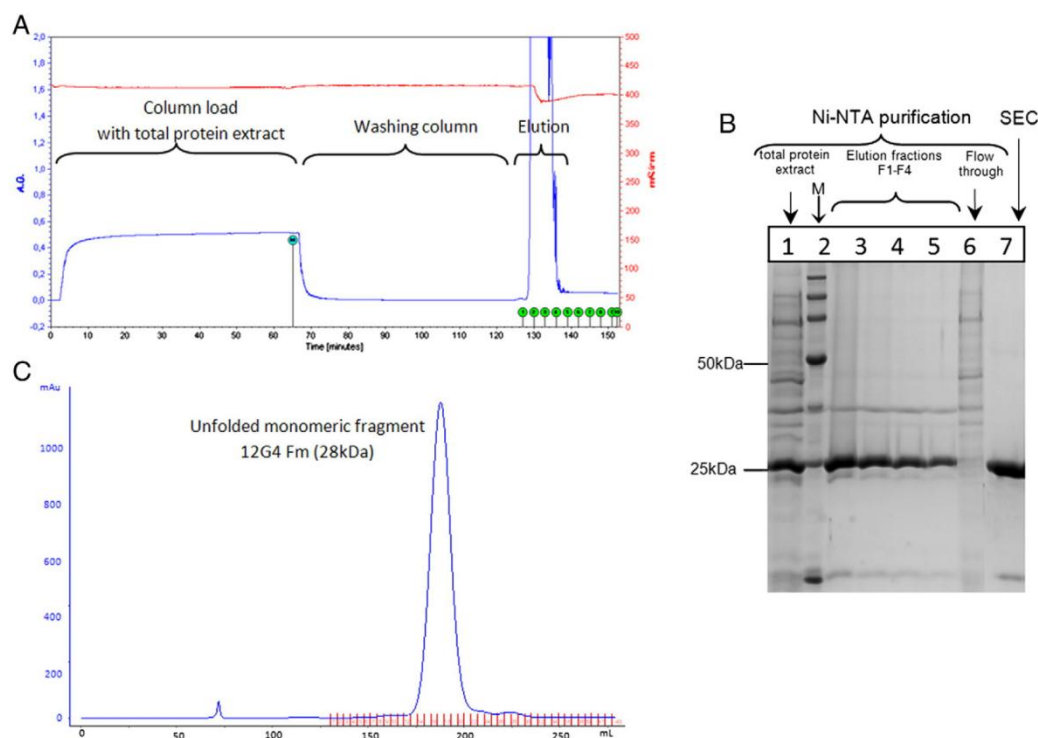 A
2,0
1,8
1,6
1,4
1,2
1,0
0,8
0,6
0,4
0,2
0,0
-0,2
A.U.
Column load
with total protein extract
Washing column
Elution
500
450
400
350
300
250
200
150
100
50
0
mS/cm
0 10 20 30 40 50 60 70 80 90 100 110 120 130 140 150
Time [minutes]
B
Ni-NTA purification
SEC
total protein
extract
M
Elution fractions
F1-F4
Flow
through
1 2 3 4 5 6 7
50kDa
25kDa
C
mAu
1000
800
600
400
200
0
Unfolded monomeric fragment
12G4 Fm (28kDa)
0 50 100 150 200 250 mL